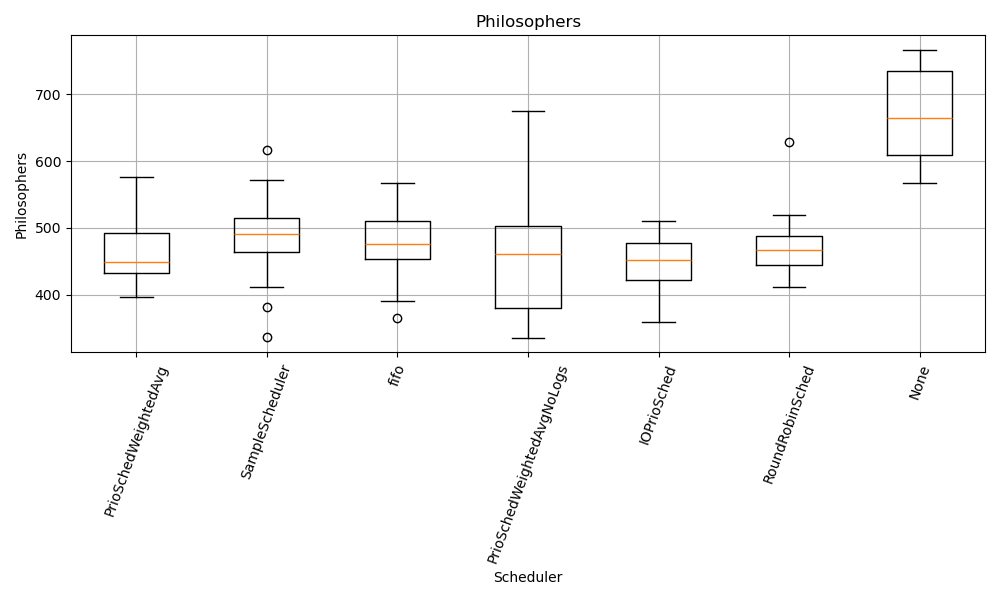 Philosophers
Philosophers
700
600
500
400
PrioSchedWeightedAvg
SampleScheduler
fifo
PrioSchedWeightedAvgNoLogs
IOPrioSched
RoundRobinSched
None
Scheduler